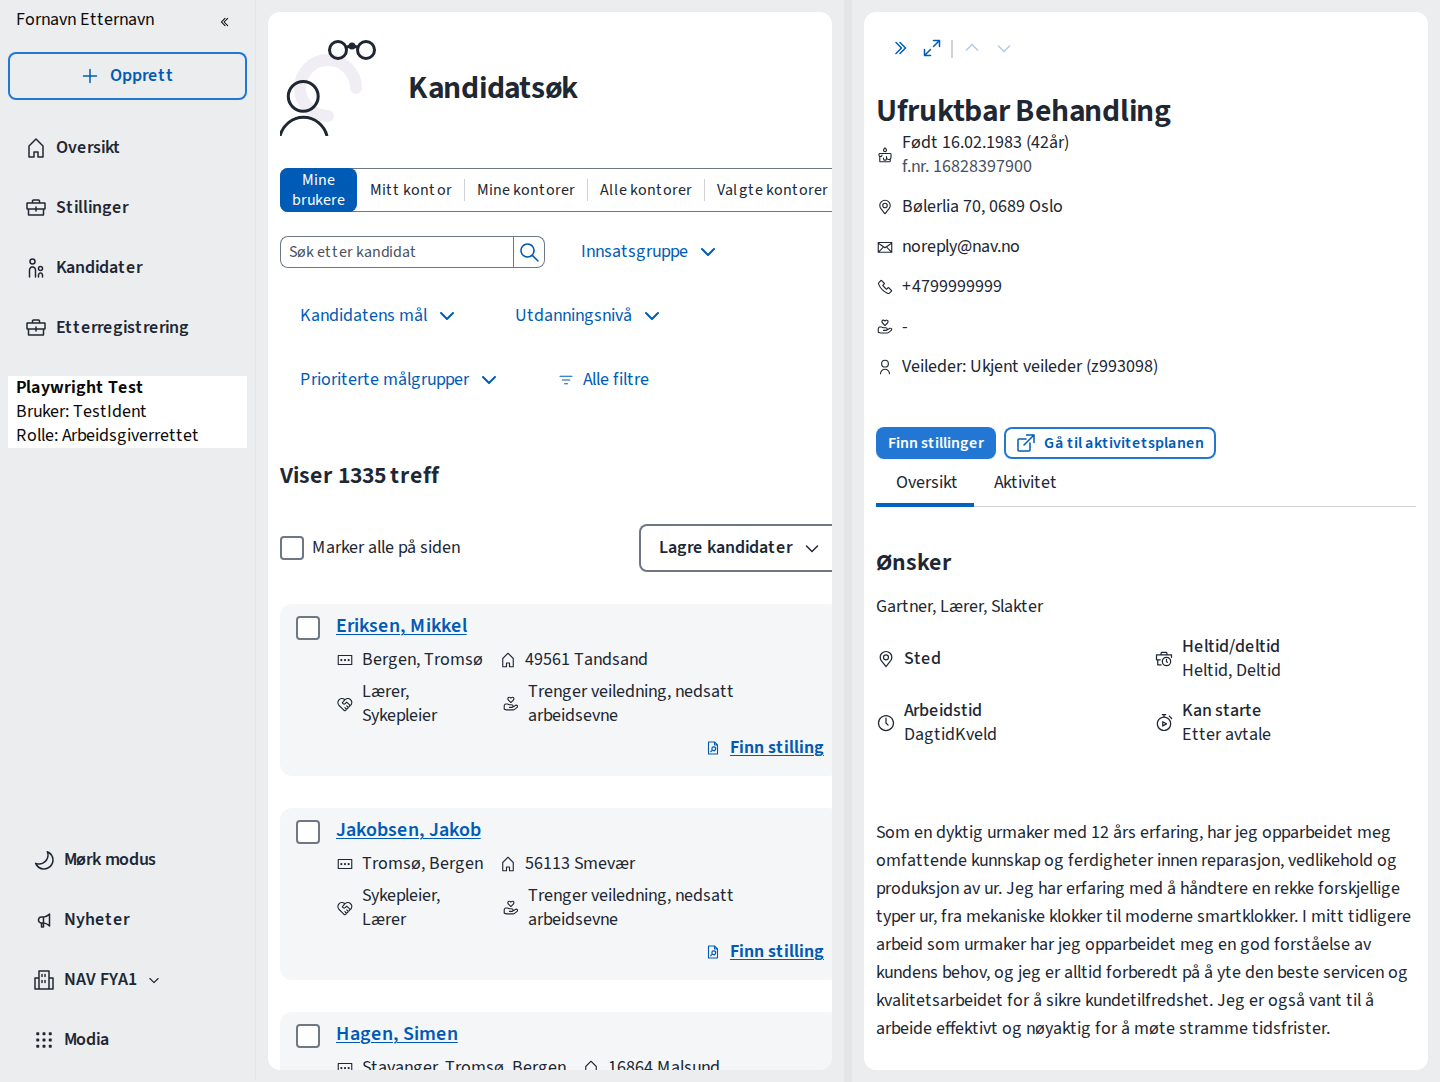 Fornavn Etternavn
Opprett
Oversikt
Stillinger
Kandidater
Etterregistrering
Playwright Test
Bruker: TestIdent
Rolle: Arbeidsgiverrettet
Mørk modus
Nyheter
NAV FYA1
Modia
Kandidatsøk
Mine brukere
Mitt kontor
Mine kontorer
Alle kontorer
Valgte kontorer
Søk etter kandidat
Innsatsgruppe
Kandidatens mål
Utdanningsnivå
Prioriterte målgrupper
Alle filtre
Viser 1335 treff
Marker alle på siden
Lagre kandidater
Eriksen, Mikkel
Bergen, Tromsø
49561 Tandsand
Lærer,
Sykepleier
Trenger veiledning, nedsatt
arbeidsevne
Finn stilling
Jakobsen, Jakob
Tromsø, Bergen
56113 Smevær
Sykepleier,
Lærer
Trenger veiledning, nedsatt
arbeidsevne
Finn stilling
Hagen, Simen
Stavanger, Tromsø, Bergen
16864 Malsund
Ufruktbar Behandling
Født 16.02.1983 (42år)
f.nr. 16828397900
Bølerlia 70, 0689 Oslo
noreply@nav.no
+4799999999
-
Veileder: Ukjent veileder (z993098)
Finn stillinger
Gå til aktivitetsplanen
Oversikt
Aktivitet
Ønsker
Gartner, Lærer, Slakter
Sted
Heltid/deltid
Heltid, Deltid
Arbeidstid
DagtidKveld
Kan starte
Etter avtale
Som en dyktig urmaker med 12 års erfaring, har jeg opparbeidet meg
omfattende kunnskap og ferdigheter innen reparasjon, vedlikehold og
produksjon av ur. Jeg har erfaring med å håndtere en rekke forskjellige
typer ur, fra mekaniske klokker til moderne smartklokker. I mitt tidligere
arbeid som urmaker har jeg opparbeidet meg en god forståelse av
kundens behov, og jeg er alltid forberedt på å yte den beste servicen og
kvalitetsarbeidet for å sikre kundetilfredshet. Jeg er også vant til å
arbeide effektivt og nøyaktig for å møte stramme tidsfrister.